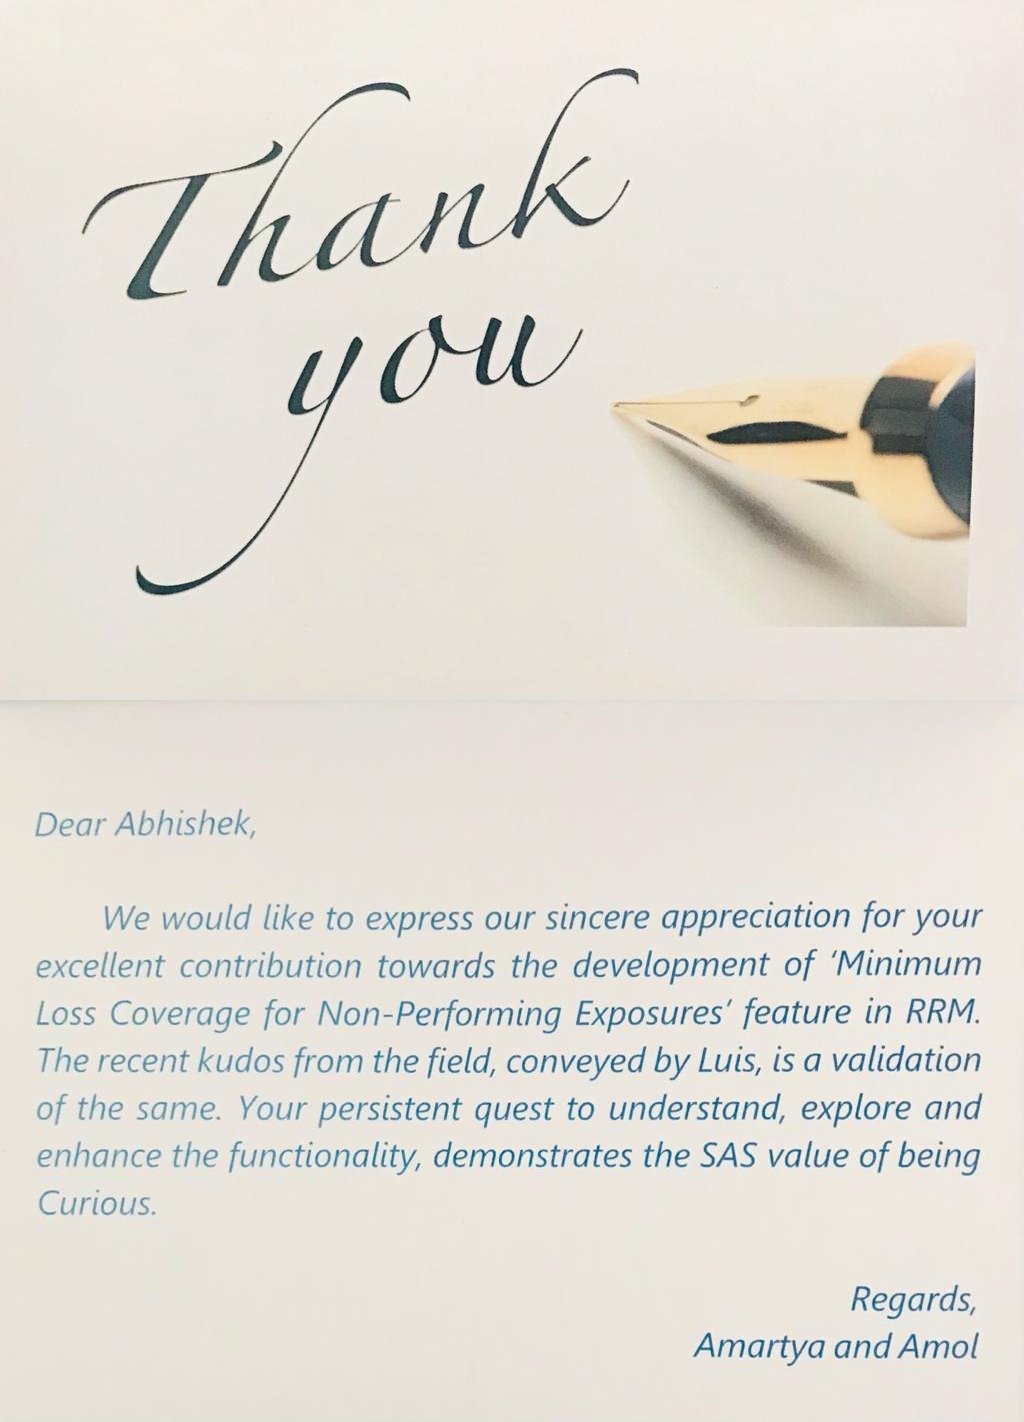 Thank
you
Dear Abhishek,
We would like to express our sincere appreciation for your
excellent contribution towards the development of ‘Minimum
Loss Coverage for Non-Performing Exposures’ feature in RRM.
The recent kudos from the field, conveyed by Luis, is a validation
of the same. Your persistent quest to understand, explore and
enhance the functionality, demonstrates the SAS value of being
Curious.
Regards,
Amartya and Amol